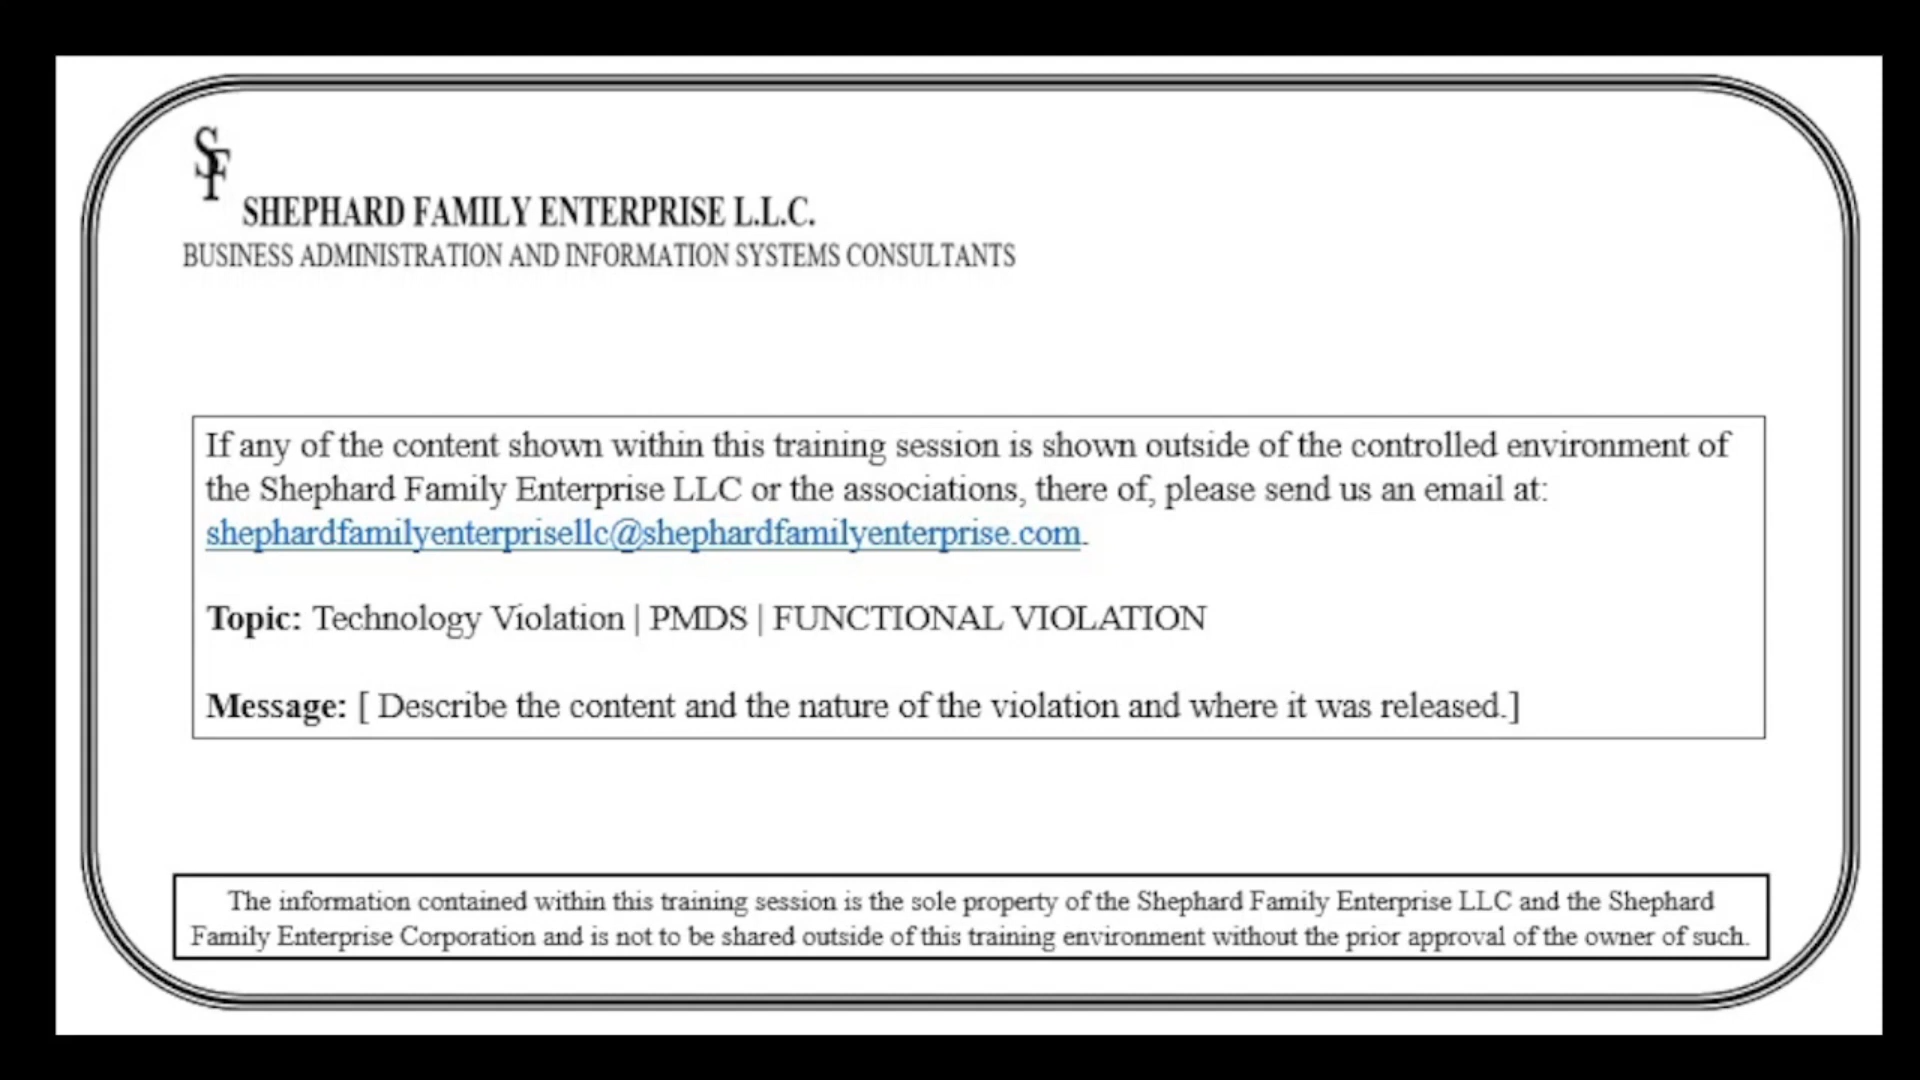 SF
SHEPHARD FAMILY ENTERPRISE L.L.C.
BUSINESS ADMINISTRATION AND INFORMATION SYSTEMS CONSULTANTS
If any of the content shown within this training session is shown outside of the controlled environment of
the Shephard Family Enterprise LLC or the associations, there of, please send us an email at:
shephardfamilyenterprisellc@shephardfamilyenterprise.com.
Topic: Technology Violation | PMDS | FUNCTIONAL VIOLATION
Message: [ Describe the content and the nature of the violation and where it was released.]
The information contained within this training session is the sole property of the Shephard Family Enterprise LLC and the Shephard
Family Enterprise Corporation and is not to be shared outside of this training environment without the prior approval of the owner of such.